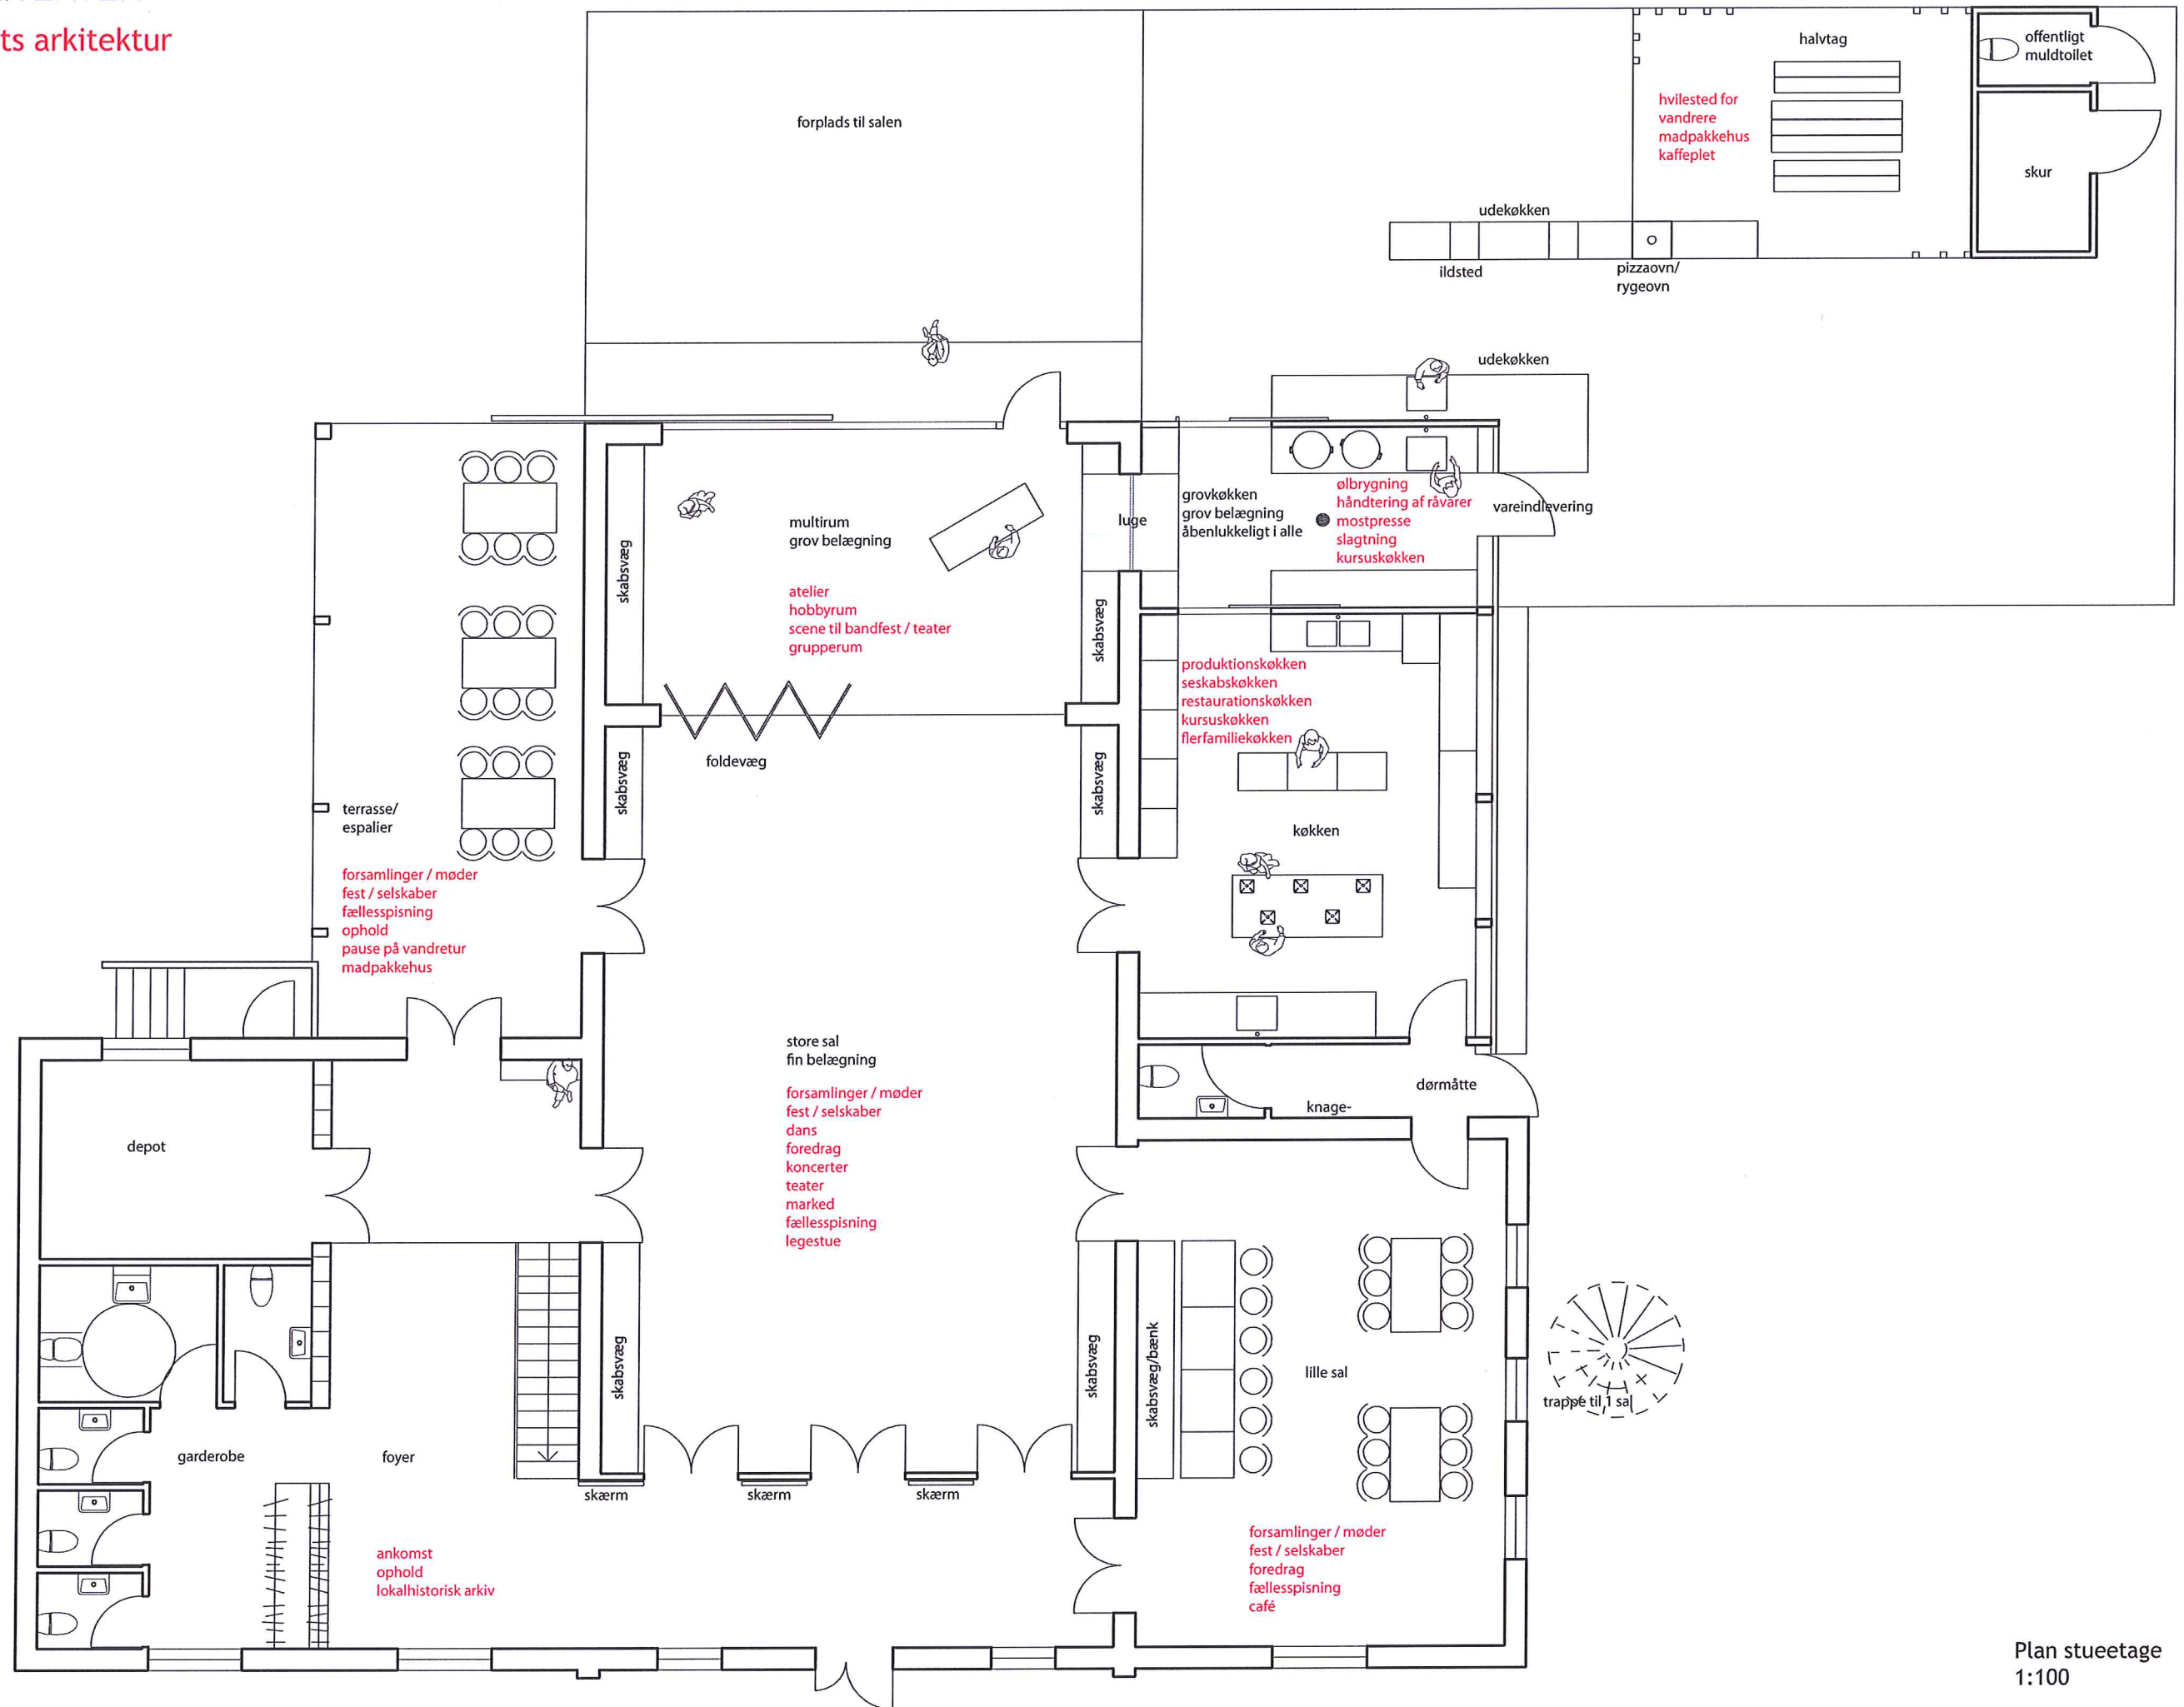 ts arkitektur
forplads til salen
halvtag
hvilested for
vandrere
madpakkehus
kaffeplet
offentligt
muldtoilet
skur
udekøkken
ildsted
pizzaovn/
rygeovn
udekøkken
multirum
grov belægning
atelier
hobbyrum
scene til bandfest / teater
grupperum
skabsvæg
skabsvæg
luge
grovkøkken
grov belægning
åbenlukkeligt i alle
ølbrygning
håndtering af råvarer
mostpresse
slagtning
kursuskøkken
vareindlevering
produktionskøkken
seskabskøkken
restaurationskøkken
kursuskøkken
flerfamiliekøkken
køkken
foldevæg
skabsvæg
skabsvæg
terrasse/
espalier
forsamlinger / møder
fest / selskaber
fællesspisning
ophold
pause på vandretur
madpakkehus
store sal
fin belægning
forsamlinger / møder
fest / selskaber
dans
foredrag
koncerter
teater
marked
fællesspisning
legestue
dørmåtte
knage-
depot
skabsvæg
skabsvæg
skabsvæg/bænk
lille sal
trappe til 1 sal
garderobe
foyer
skærm
skærm
skærm
ankomst
ophold
lokalhistorisk arkiv
forsamlinger / møder
fest / selskaber
foredrag
fællesspisning
café
Plan stueetage
1:100